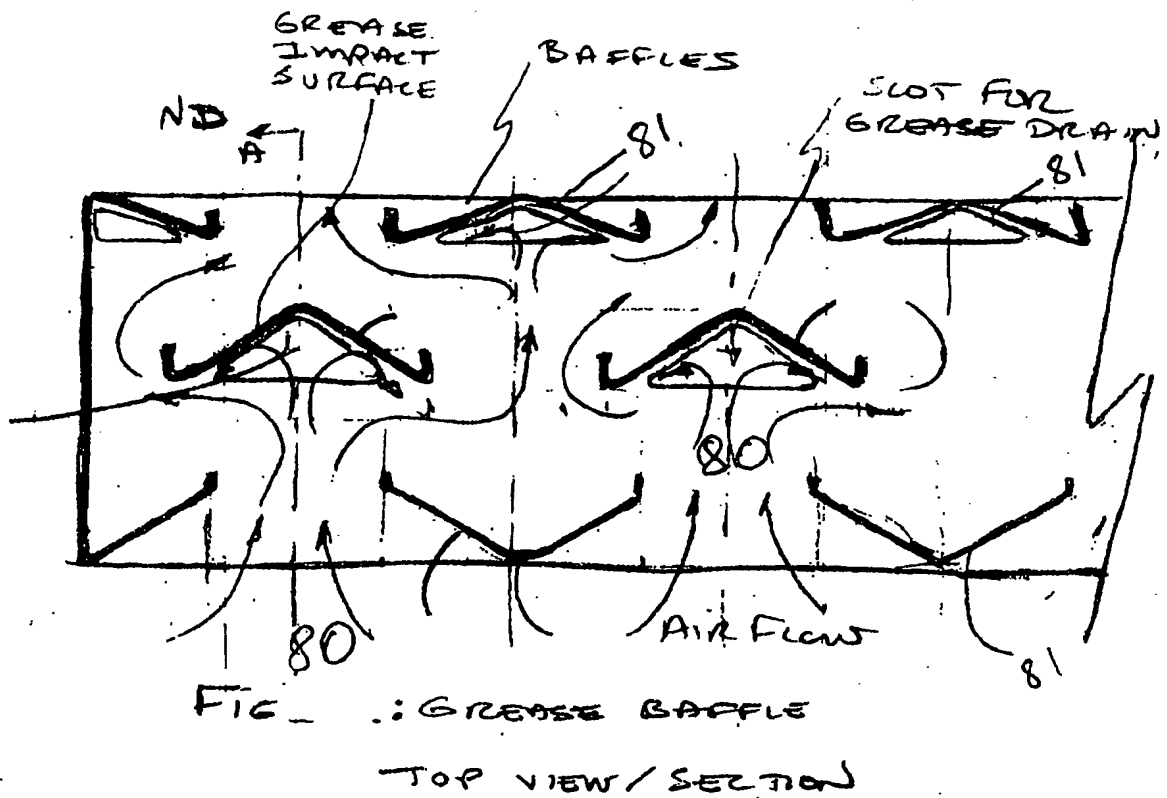 GREASE
IMPACT
SURFACE
BAFFLES
SLOT FOR
GREASE DRAIN
ND
A
81
81
80
80
AIR FLOW
81
FIG_ .: GREASE BAFFLE
TOP VIEW/SECTION